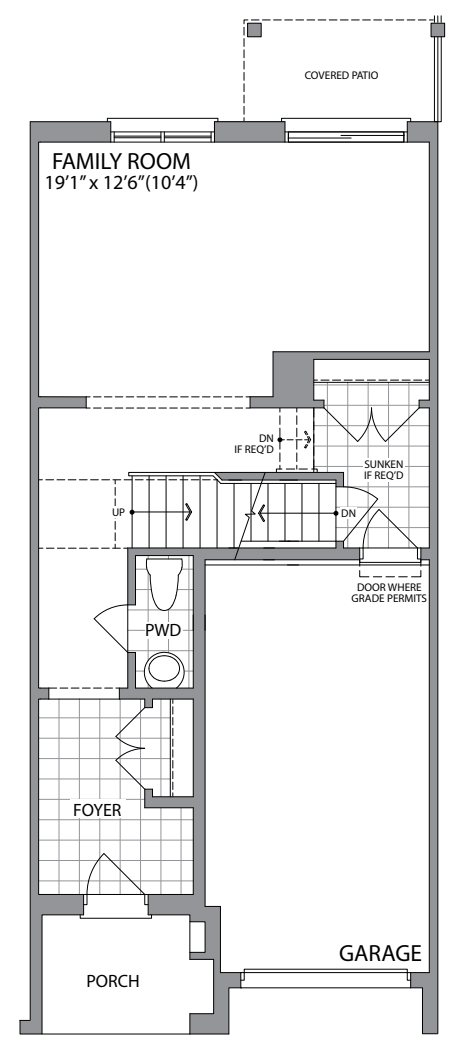 COVERED PATIO
FAMILY ROOM
19'1" x 12'6"(10'4")
DN
IF REQ'D
SUNKEN
IF REQ'D
UP
DN
DOOR WHERE
GRADE PERMITS
PWD
FOYER
GARAGE
PORCH